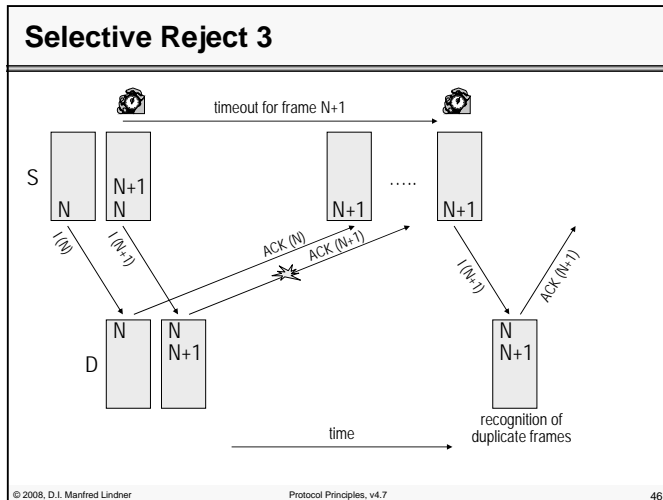 Selective Reject 3
timeout for frame N+1
S
N
N+1
N
N+1
.....
N+1
I (N)
I (N+1)
ACK (N)
ACK (N+1)
I (N+1)
ACK (N+1)
D
N
N
N+1
N
N+1
recognition of
duplicate frames
time
© 2008, D.I. Manfred Lindner
Protocol Principles, v4.7
46